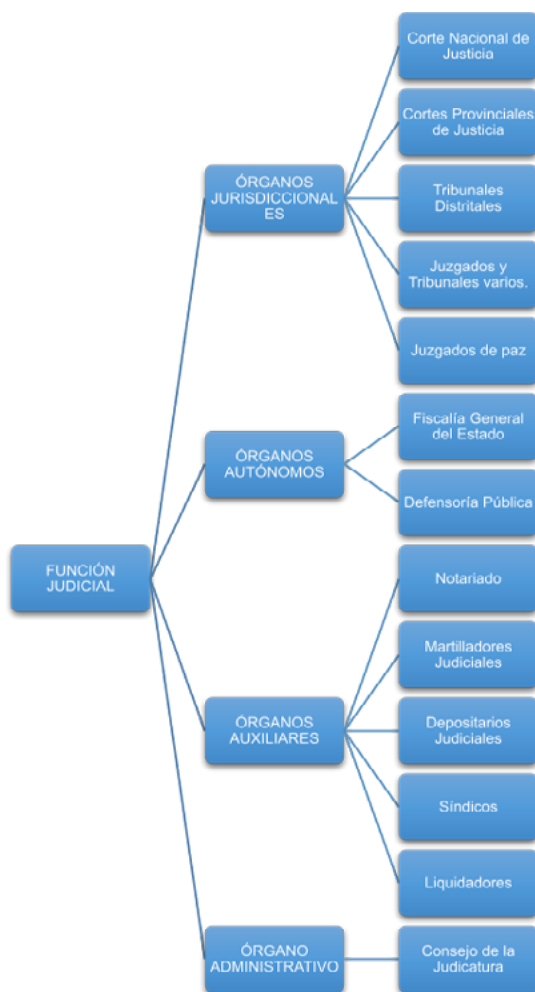 FUNCIÓN
JUDICIAL
ÓRGANOS
JURISDICCIONAL
ES
Corte Nacional de
Justicia
Cortes Provinciales
de Justicia
Tribunales
Distritales
Juzgados y
Tribunales varios.
Juzgados de paz
ÓRGANOS
AUTÓNOMOS
Fiscalía General
del Estado
Defensoría Pública
ÓRGANOS
AUXILIARES
Notariado
Martilladores
Judiciales
Depositarios
Judiciales
Síndicos
Liquidadores
ÓRGANO
ADMINISTRATIVO
Consejo de la
Judicatura